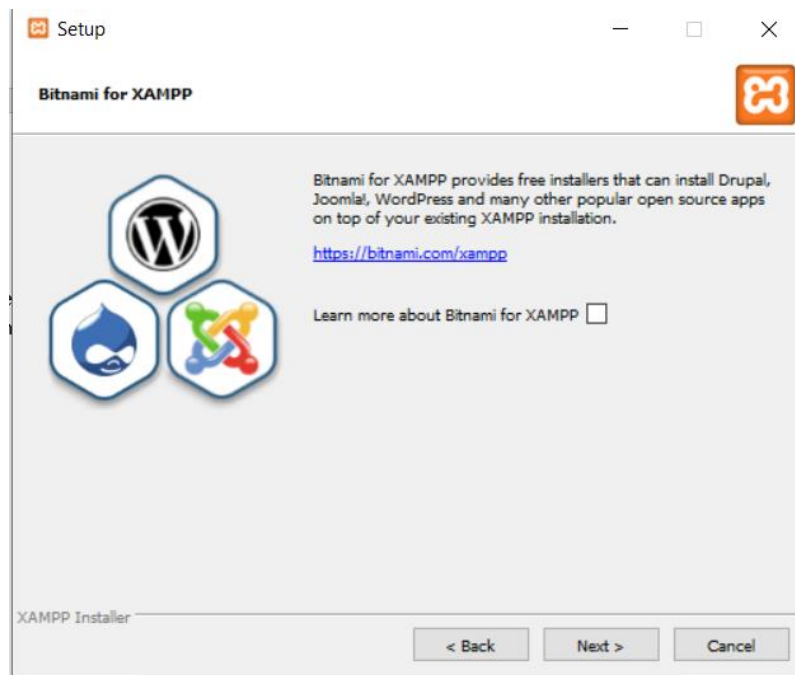 Setup
Bitnami for XAMPP
Bitnami for XAMPP provides free installers that can install Drupal,
Joomla!, WordPress and many other popular open source apps
on top of your existing XAMPP installation.
https://bitnami.com/xampp
Learn more about Bitnami for XAMPP
XAMPP Installer
< Back
Next >
Cancel